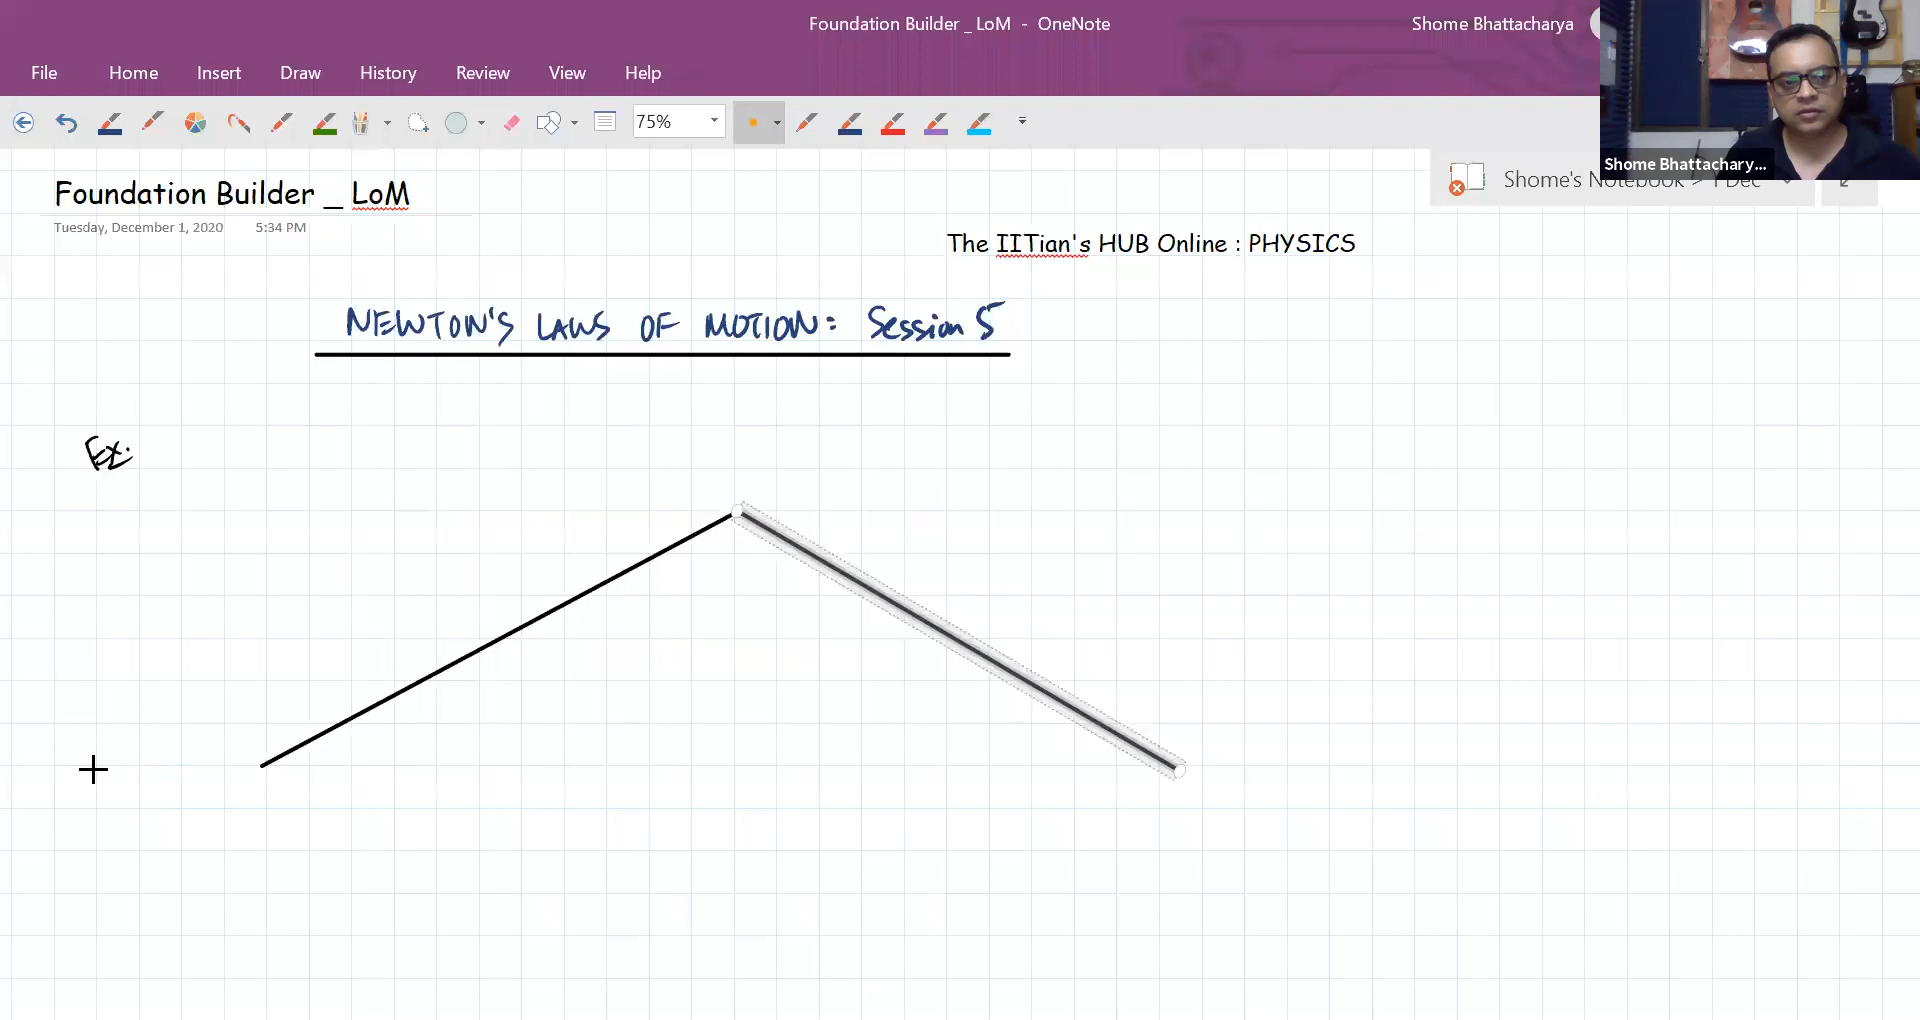 Foundation Builder _ LoM - OneNote
Shome Bhattacharya
File Home Insert Draw History Review View Help
75%
Shome Bhattachary...
Shome's Notebook > 1 Dec
Foundation Builder _ LoM
Tuesday, December 1, 2020 5:34 PM
The IITian's HUB Online : PHYSICS
NEWTON'S LAWS OF MOTION: Session 5
Ex.